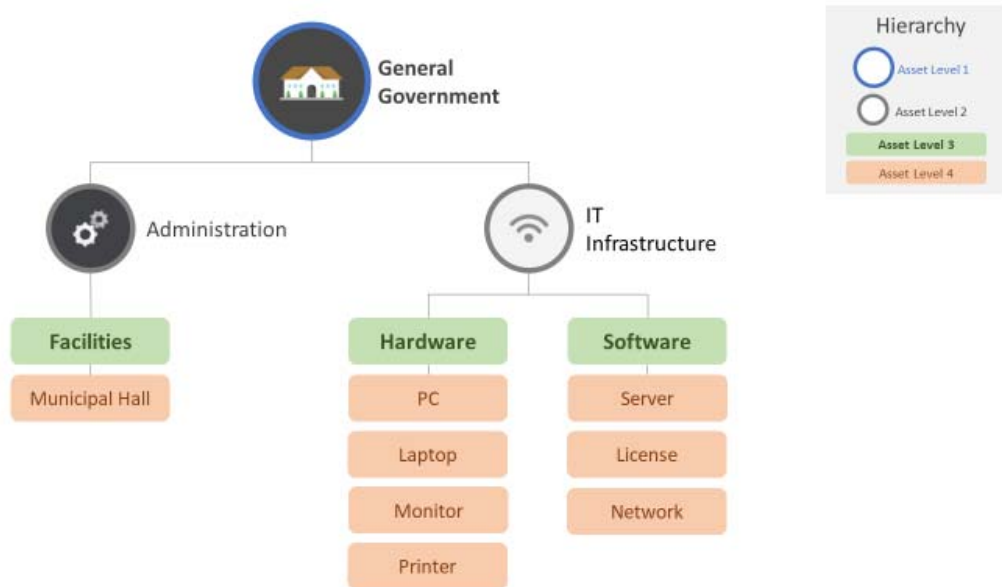 General
Government
Hierarchy
Asset Level 1
Asset Level 2
Asset Level 3
Asset Level 4
Administration
IT
Infrastructure
Facilities
Hardware
Software
Municipal Hall
PC
Server
Laptop
License
Monitor
Network
Printer